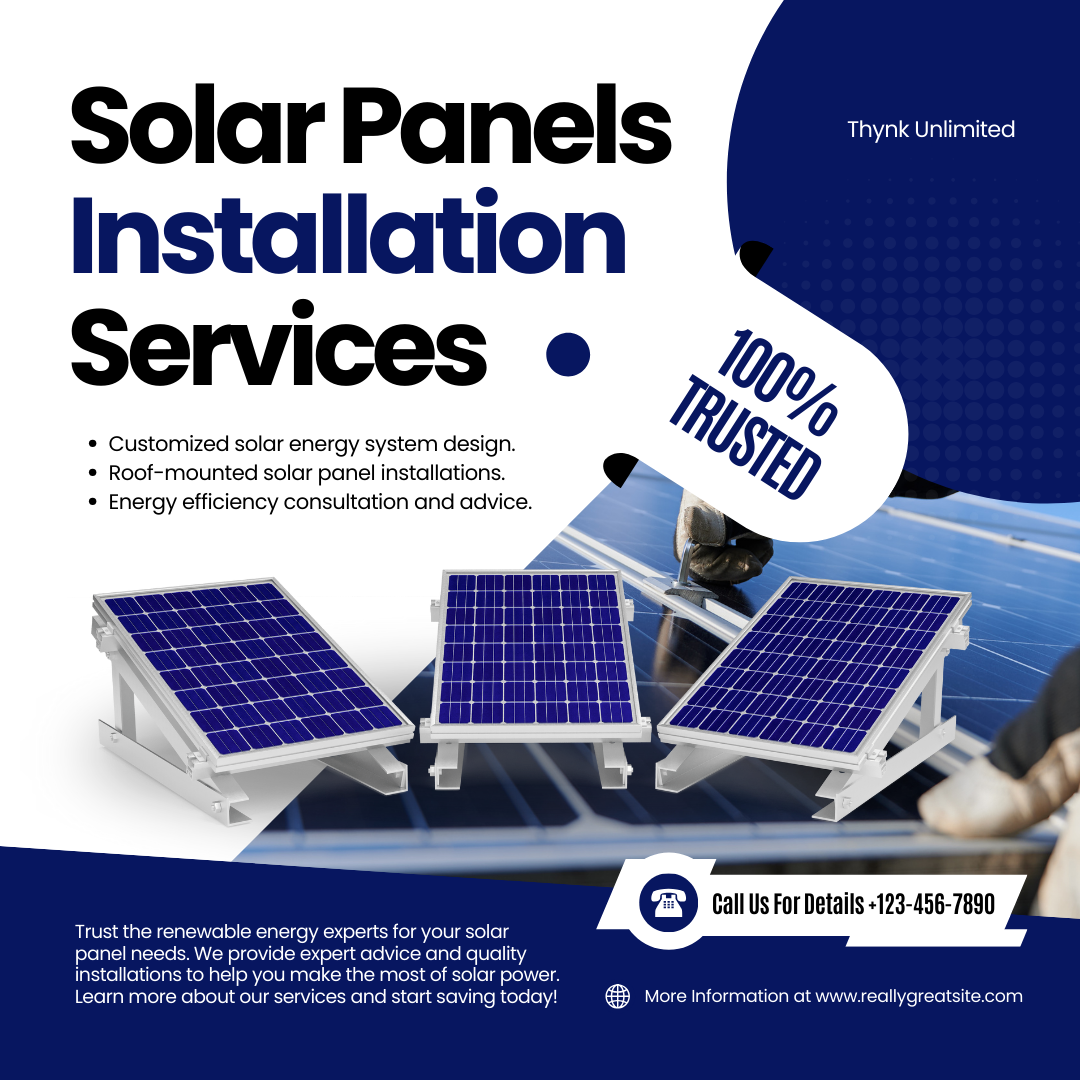 Solar Panels
Installation
Services
Thynk Unlimited
100%
TRUSTED
• Customized solar energy system design.
• Roof-mounted solar panel installations.
• Energy efficiency consultation and advice.
Call Us For Details +123-456-7890
Trust the renewable energy experts for your solar
panel needs. We provide expert advice and quality
installations to help you make the most of solar power.
Learn more about our services and start saving today!
More Information at www.reallygreatsite.com